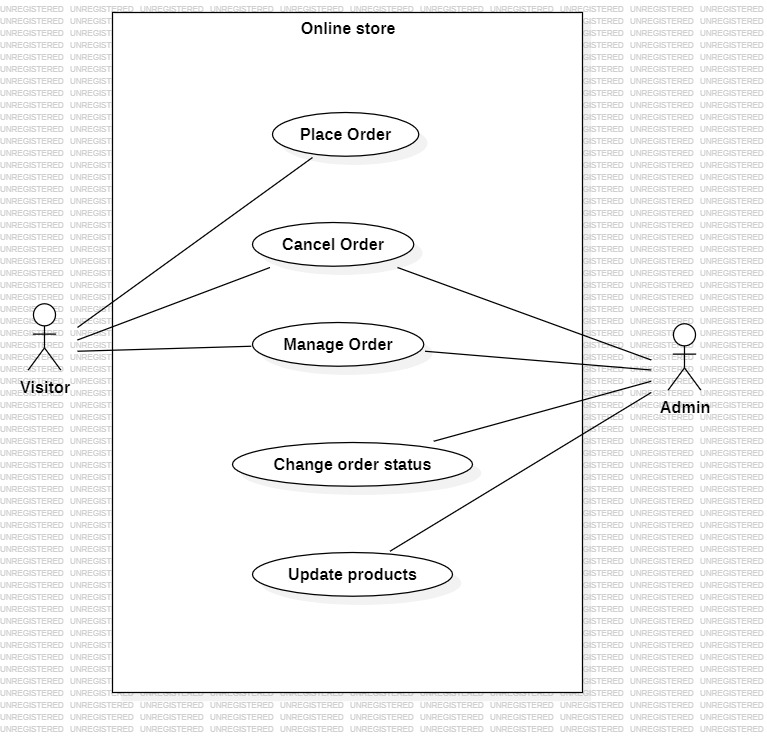 Online store
Place Order
Cancel Order
Manage Order
Visitor
Admin
Change order status
Update products
UNREGISTERED